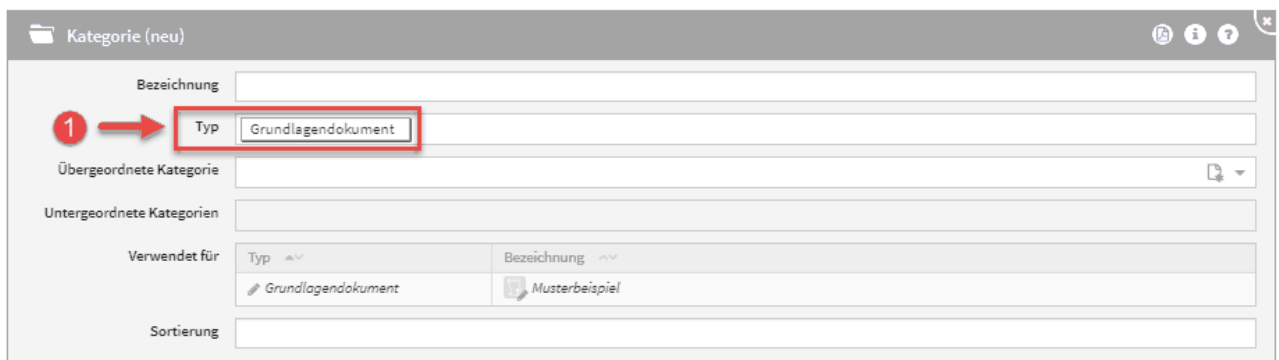 Kategorie (neu)
Bezeichnung
1 Typ Grundlagendokument
Übergeordnete Kategorie
Untergeordnete Kategorien
Verwendet für Typ Bezeichnung
Grundlagendokument Musterbeispiel
Sortierung